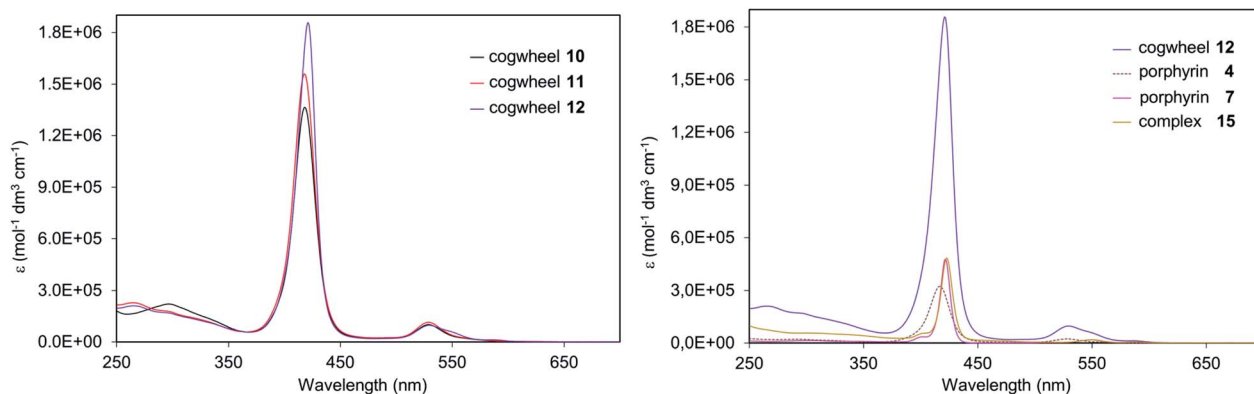 1.8E+06
1.5E+06
1.2E+06
9.0E+05
6.0E+05
3.0E+05
0.0E+00
ε (mol-1 dm3 cm-1)
250
350
450
550
650
Wavelength (nm)
cogwheel 10
cogwheel 11
cogwheel 12
1,8E+06
1,5E+06
1,2E+06
9,0E+05
6,0E+05
3,0E+05
0,0E+00
ε (mol-1 dm3 cm-1)
250
350
450
550
650
Wavelength (nm)
cogwheel 12
porphyrin 4
porphyrin 7
complex 15